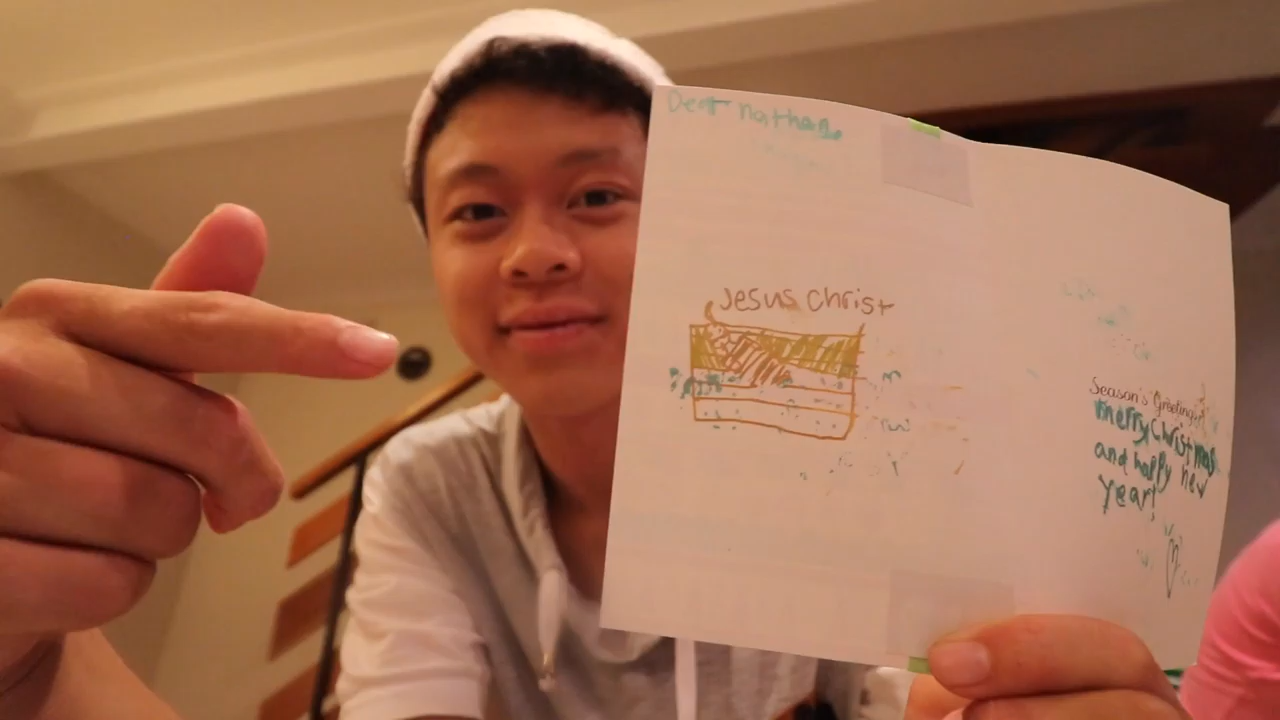 Dear Nathan,
Jesus Christ
Season's Greetings
merry Christmas
and happy new
year!